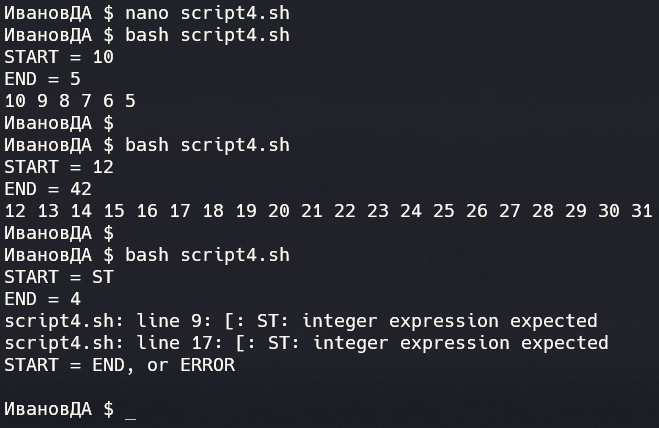 ИвановДА $ nano script4.sh
ИвановДА $ bash script4.sh
START = 10
END = 5
10 9 8 7 6 5
ИвановДА $
ИвановДА $ bash script4.sh
START = 12
END = 42
12 13 14 15 16 17 18 19 20 21 22 23 24 25 26 27 28 29 30 31
ИвановДА $
ИвановДА $ bash script4.sh
START = ST
END = 4
script4.sh: line 9: [: ST: integer expression expected
script4.sh: line 17: [: ST: integer expression expected
START = END, or ERROR
ИвановДА $ _